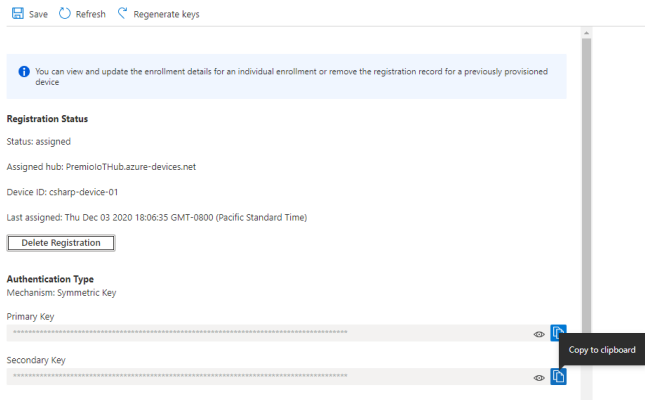 Save Refresh Regenerate keys
You can view and update the enrollment details for an individual enrollment or remove the registration record for a previously provisioned
device
Registration Status
Status: assigned
Assigned hub: PremioIoTHub.azure-devices.net
Device ID: csharp-device-01
Last assigned: Thu Dec 03 2020 18:06:35 GMT-0800 (Pacific Standard Time)
Delete Registration
Authentication Type
Mechanism: Symmetric Key
Primary Key
Copy to clipboard
Secondary Key